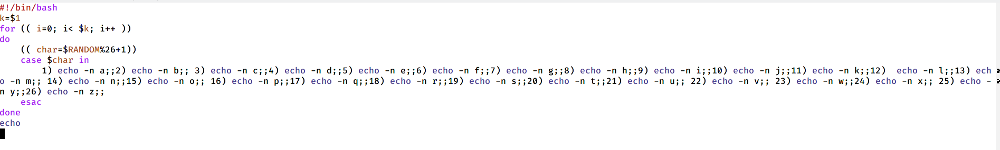 #!/bin/bash
k=$1
for (( i=0; i< $k; i++ ))
do
    (( char=$RANDOM%26+1))
    case $char in
        1) echo -n a;;2) echo -n b;; 3) echo -n c;;4) echo -n d;;5) echo -n e;;6) echo -n f;;7) echo -n g;;8) echo -n h;;9) echo -n i;;10) echo -n j;;11) echo -n k;;12)  echo -n l;;13) ech
o -n m;; 14) echo -n n;;15) echo -n o;; 16) echo -n p;;17) echo -n q;;18) echo -n r;;19) echo -n s;;20) echo -n t;;21) echo -n u;; 22) echo -n v;; 23) echo -n w;;24) echo -n x;; 25) echo -
n y;;26) echo -n z;;
    esac
done
echo